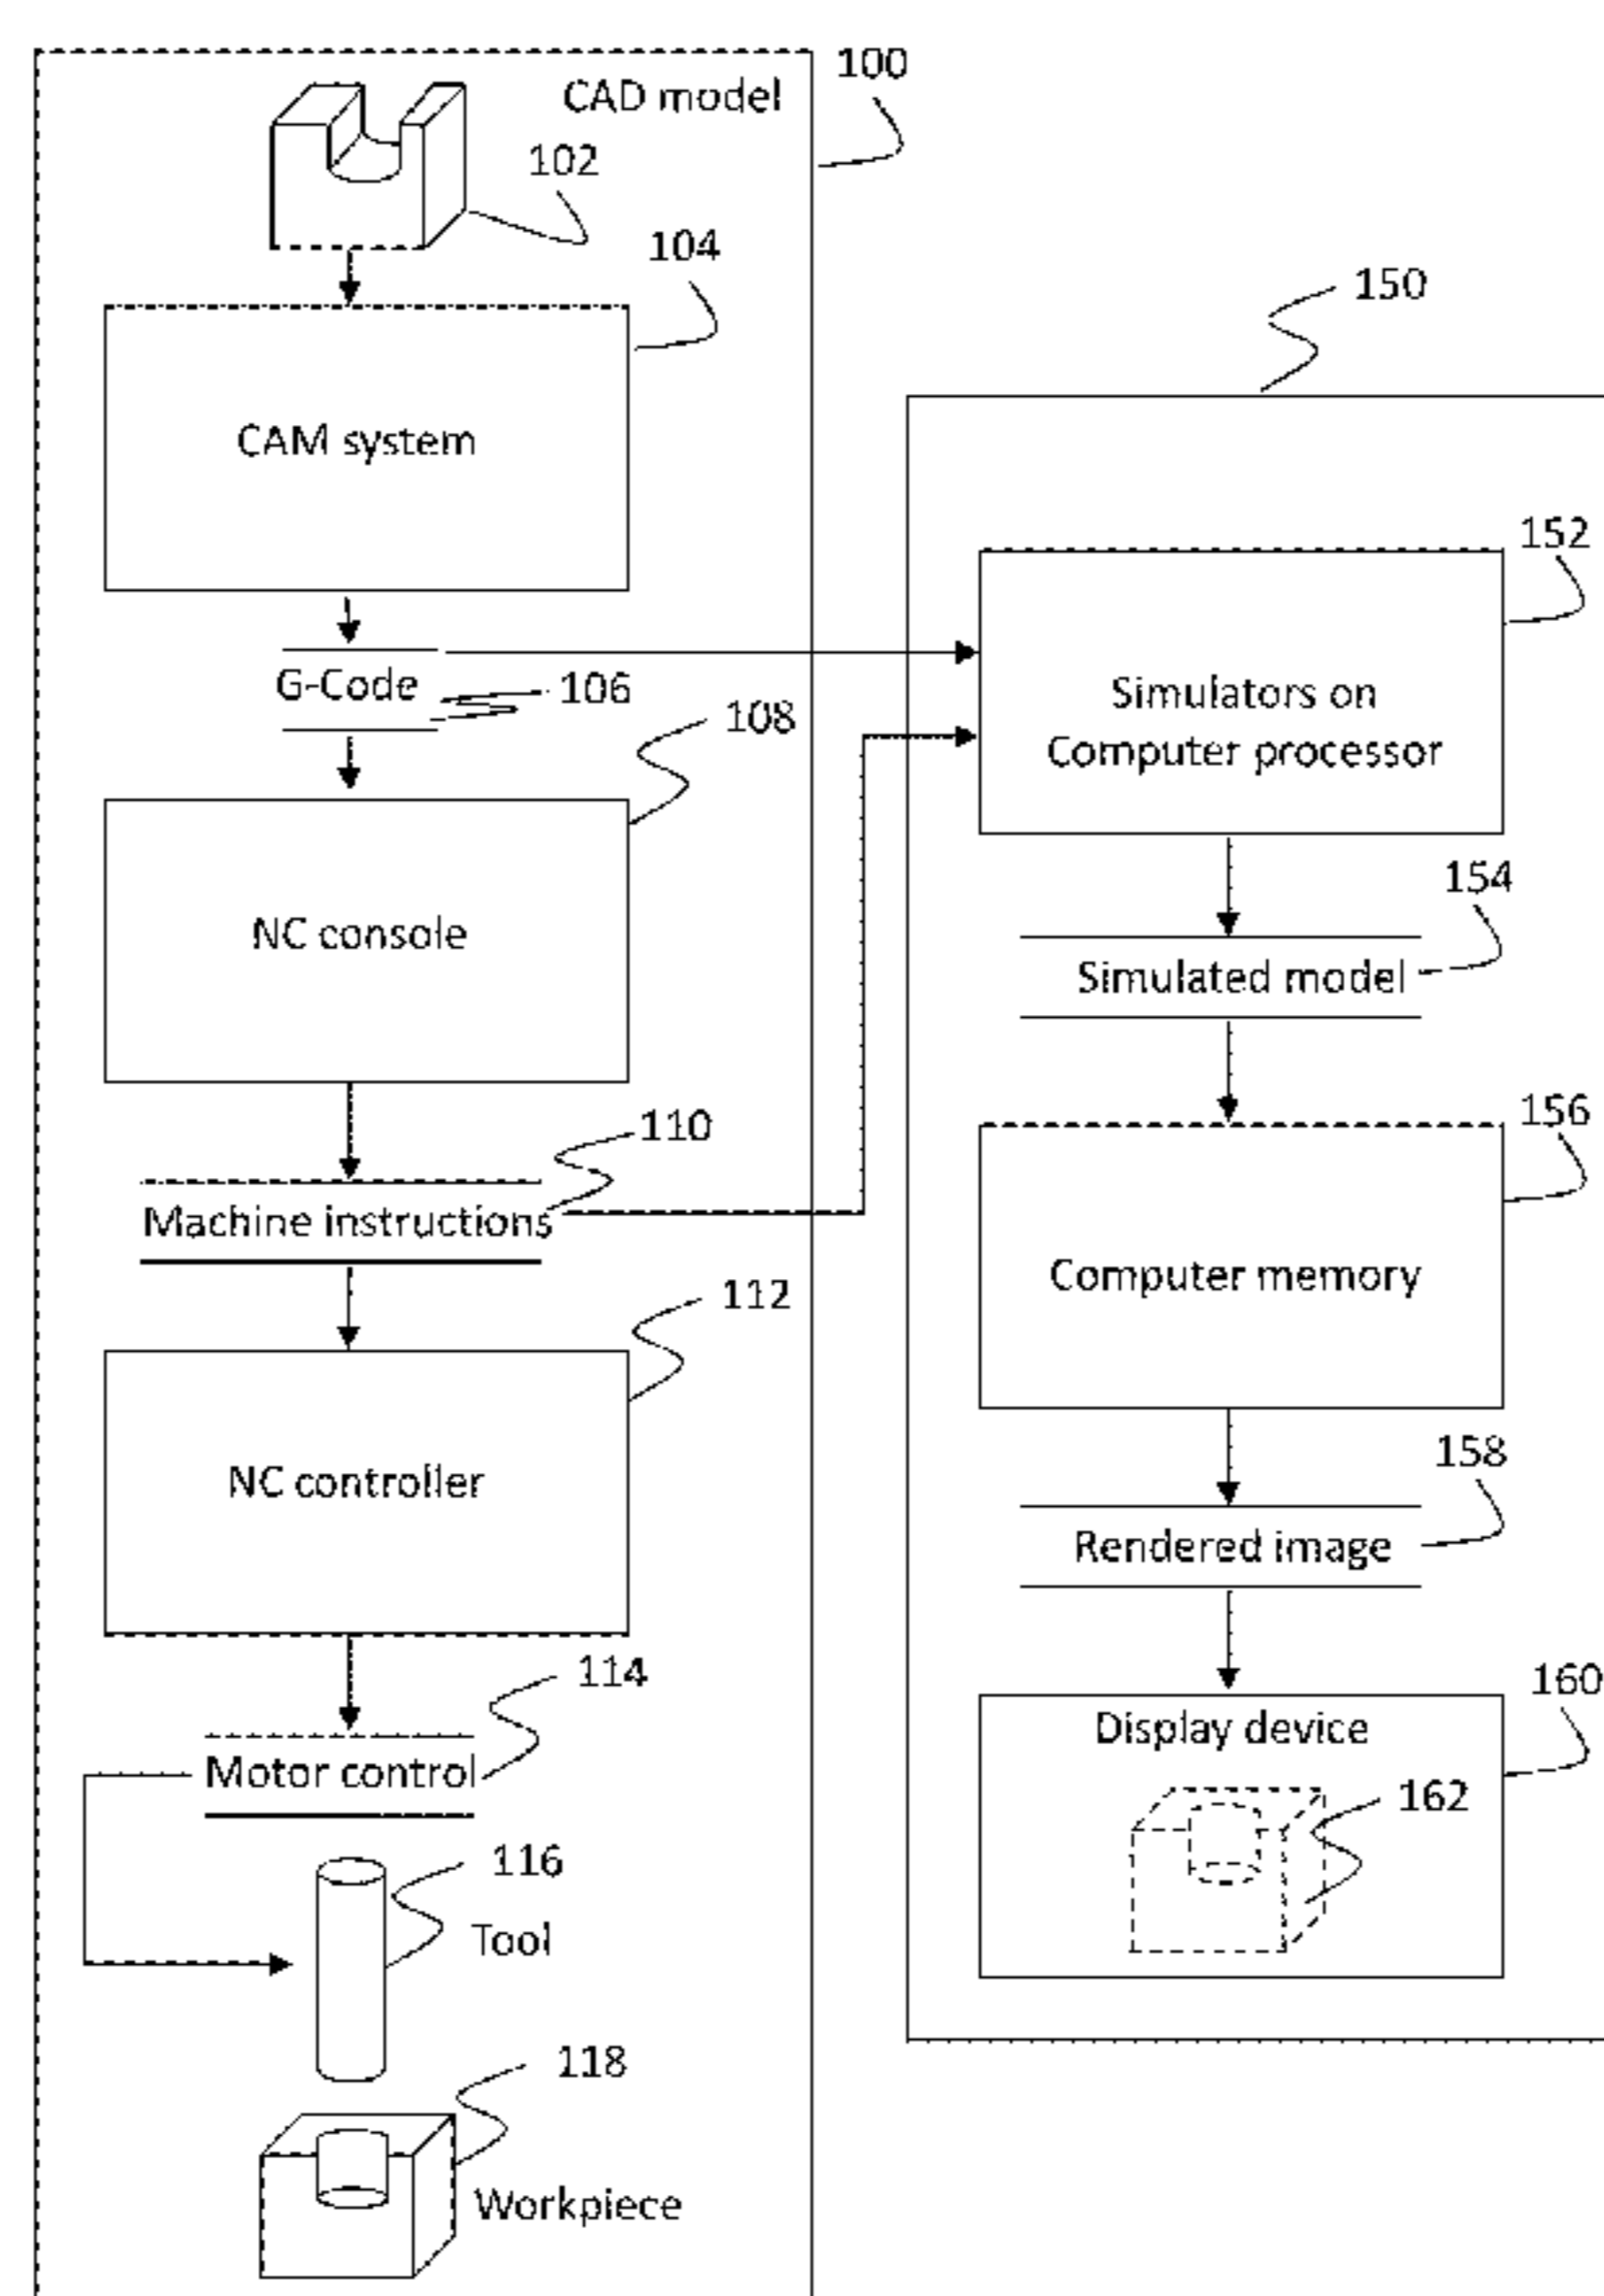 CAD model
100
102
104
CAM system
G-Code
106
108
NC console
110
Machine instructions
112
NC controller
114
Motor control
116
Tool
118
Workpiece
150
152
Simulators on
Computer processor
154
Simulated model
156
Computer memory
158
Rendered image
160
Display device
162